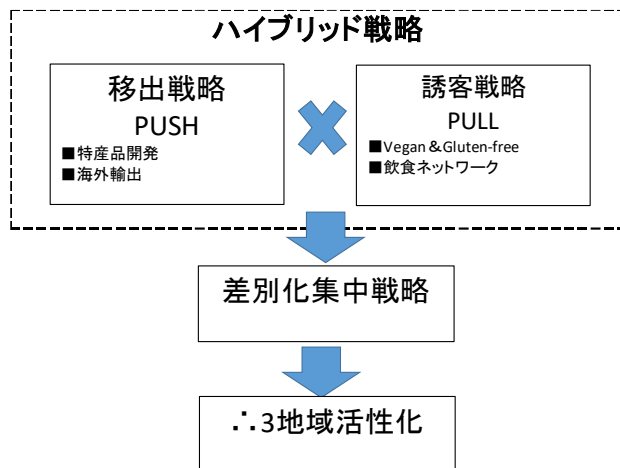 ハイブリッド戦略
移出戦略
PUSH
■特産品開発
■海外輸出
誘客戦略
PULL
■Vegan＆Gluten-free
■飲食ネットワーク
差別化集中戦略
∴3地域活性化